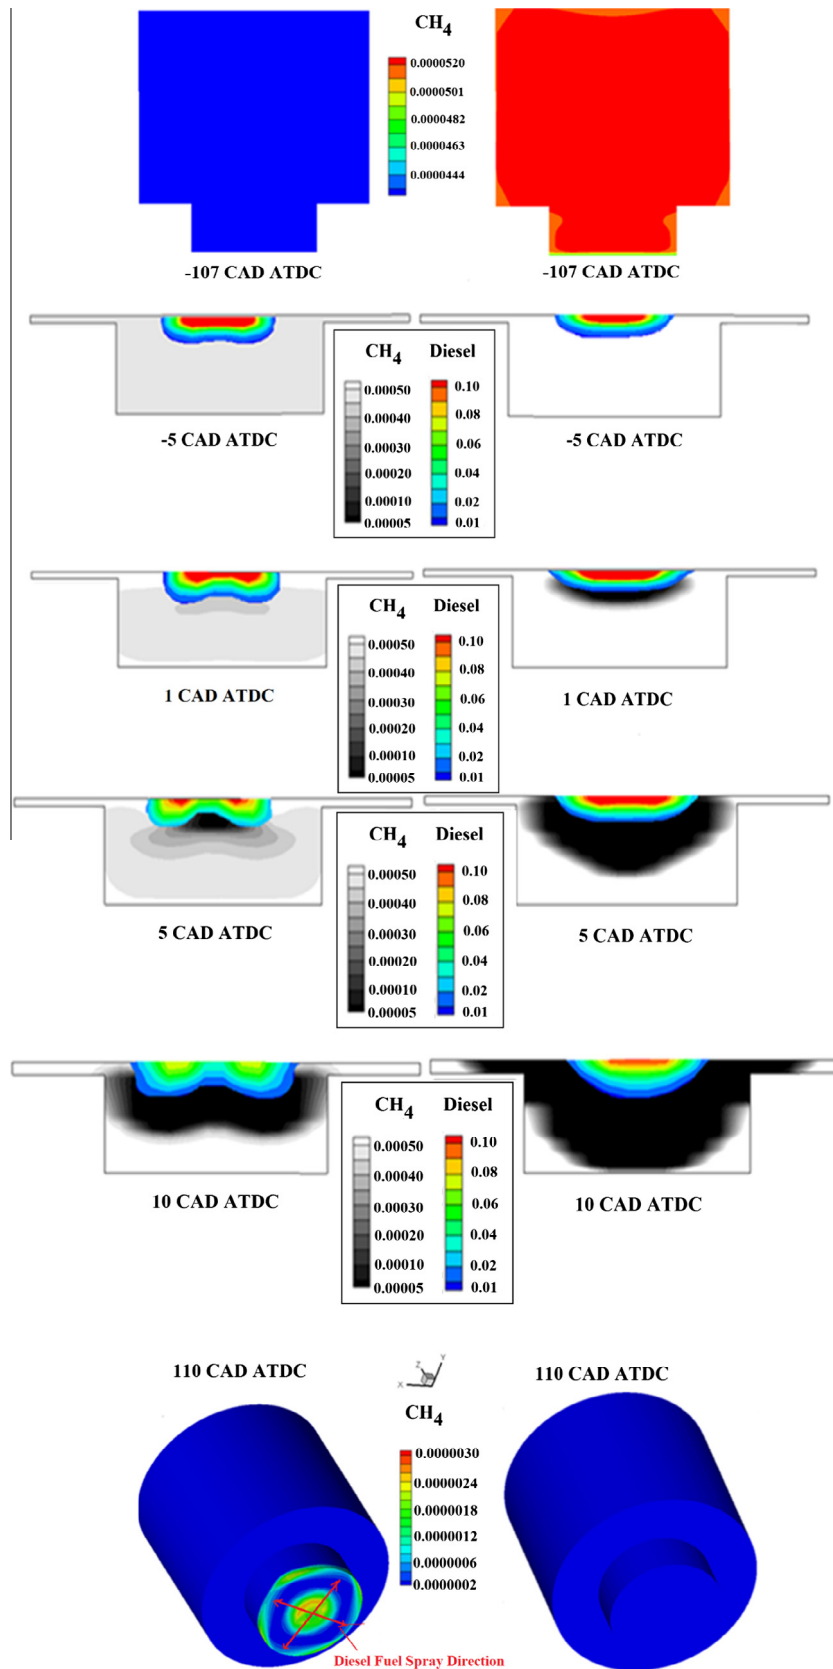 CH4
0.0000520
0.0000501
0.0000482
0.0000463
0.0000444
-107 CAD ATDC
-107 CAD ATDC
CH4 Diesel
0.00050 0.10
0.00040 0.08
0.00030 0.06
0.00020 0.04
0.00010 0.02
0.00005 0.01
-5 CAD ATDC
-5 CAD ATDC
CH4 Diesel
0.00050 0.10
0.00040 0.08
0.00030 0.06
0.00020 0.04
0.00010 0.02
0.00005 0.01
1 CAD ATDC
1 CAD ATDC
CH4 Diesel
0.00050 0.10
0.00040 0.08
0.00030 0.06
0.00020 0.04
0.00010 0.02
0.00005 0.01
5 CAD ATDC
5 CAD ATDC
CH4 Diesel
0.00050 0.10
0.00040 0.08
0.00030 0.06
0.00020 0.04
0.00010 0.02
0.00005 0.01
10 CAD ATDC
10 CAD ATDC
110 CAD ATDC
X Z Y
110 CAD ATDC
CH4
0.0000030
0.0000024
0.0000018
0.0000012
0.0000006
0.0000002
Diesel Fuel Spray Direction